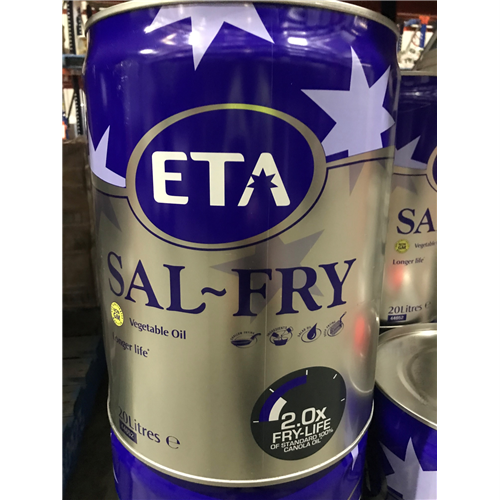 ETA
SAL~FRY
Vegetable Oil
Longer life*
20Litres e
2.0x
FRY-LIFE
OF STANDARD 100%
CANOLA OIL
SAL
Vegetable
Longer life
20Litres e